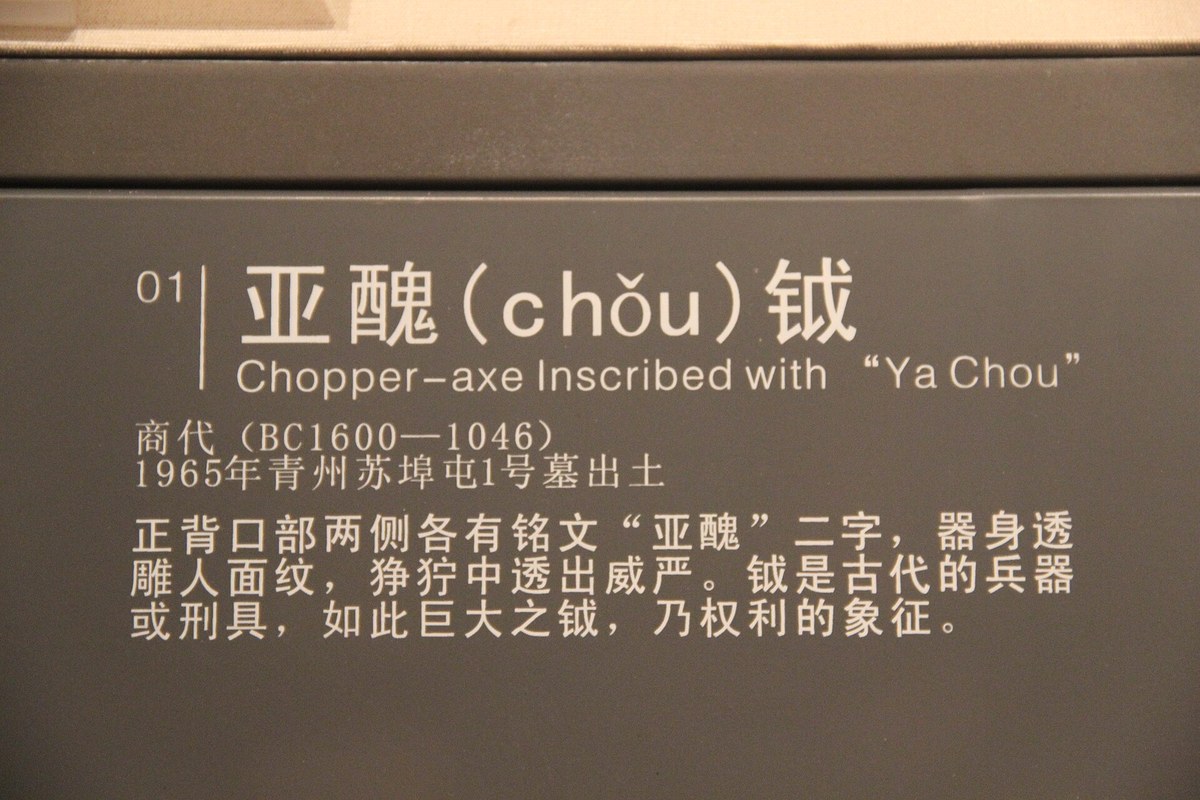 01
亚醜(chǒu)钺
Chopper-axe Inscribed with “Ya Chou”
商代（BC1600—1046）
1965年青州苏埠屯1号墓出土
正背口部两侧各有铭文“亚醜”二字，器身透
雕人面纹，狰狞中透出威严。钺是古代的兵器
或刑具，如此巨大之钺，乃权利的象征。